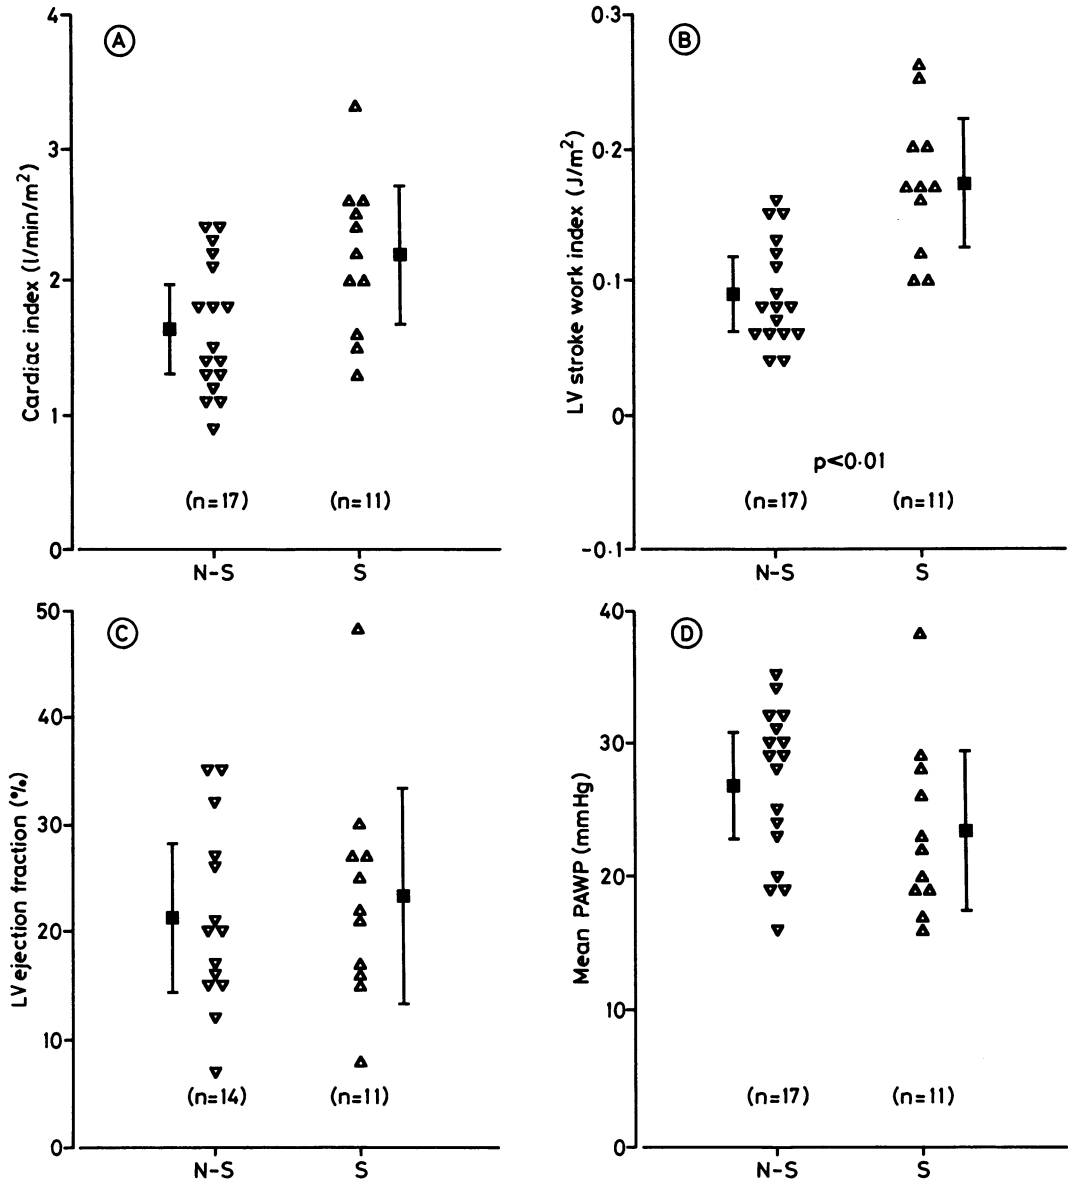 A
Cardiac index (l/min/m²)
4
3
2
1
0
(n=17)
(n=11)
N-S
S
B
LV stroke work index (J/m²)
0·3
0·2
0.1
0
-0.1
p<0·01
(n=17)
(n=11)
N-S
S
C
LV ejection fraction (%)
50
40
30
20
10
0
(n=14)
(n=11)
N-S
S
D
Mean PAWP (mmHg)
40
30
20
10
0
(n=17)
(n=11)
N-S
S